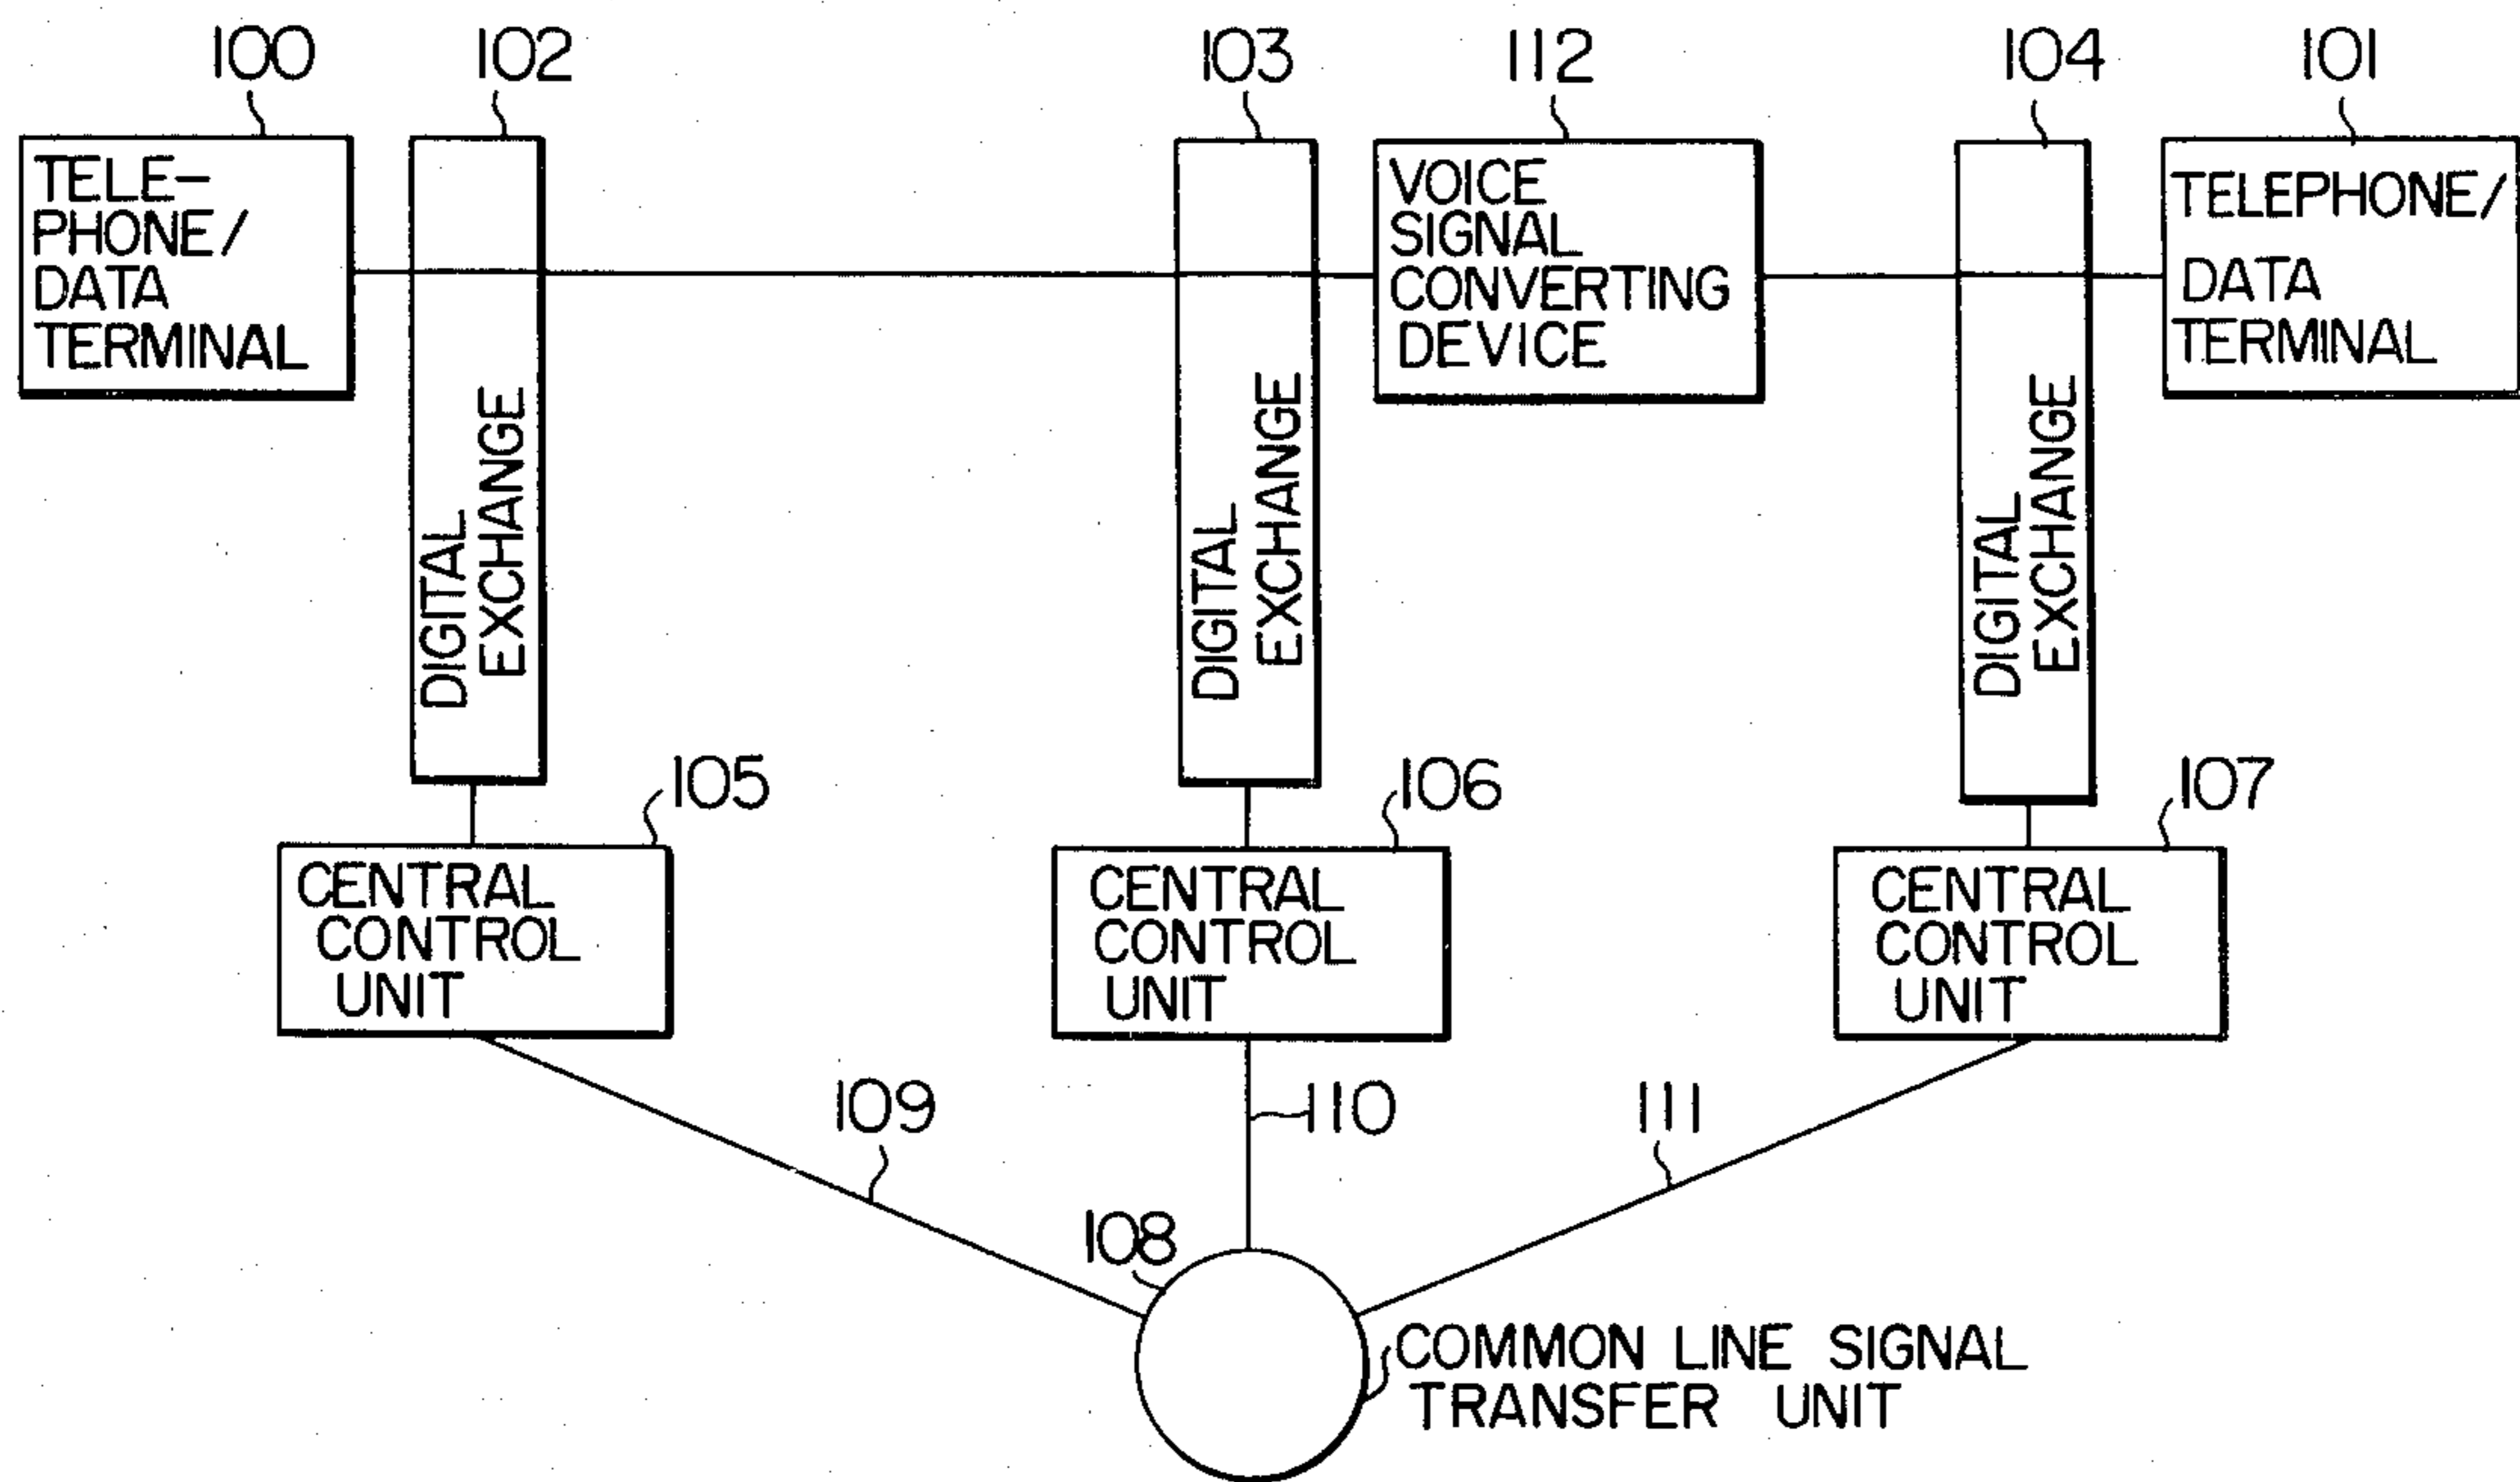 100
102
103
112
104
101
TELE-
PHONE/
DATA
TERMINAL
DIGITAL
EXCHANGE
DIGITAL
EXCHANGE
VOICE
SIGNAL
CONVERTING
DEVICE
DIGITAL
EXCHANGE
TELEPHONE/
DATA
TERMINAL
105
106
107
CENTRAL
CONTROL
UNIT
CENTRAL
CONTROL
UNIT
CENTRAL
CONTROL
UNIT
109
110
111
108
COMMON LINE SIGNAL
TRANSFER UNIT